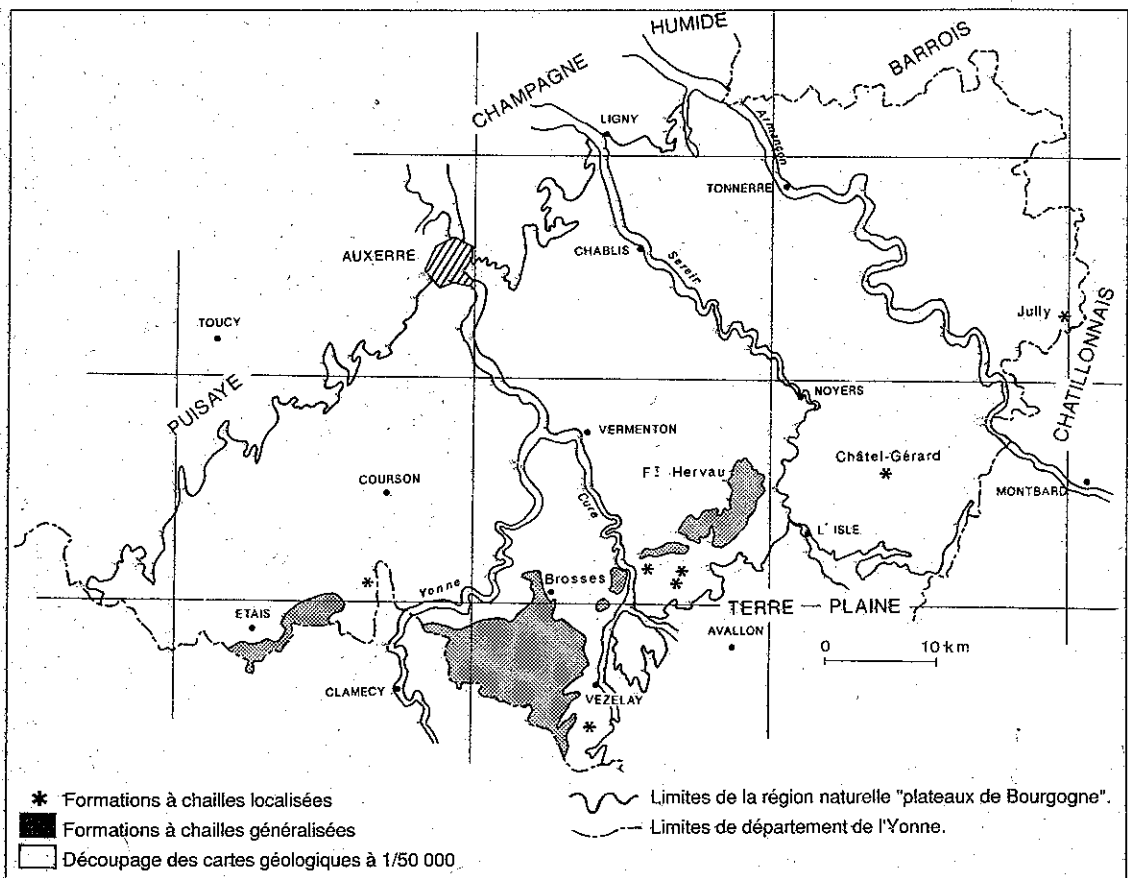 HUMIDE
CHAMPAGNE
BARROIS
LIGNY
Armançon
TONNERRE
AUXERRE
CHABLIS
Serein
TOUCY
Jully
CHATILLONNAIS
PUISAYE
NOYERS
VERMENTON
Châtel-Gérard
Ft Hervau
COURSON
MONTBARD
Cure
L'ISLE
Yonne
Brosses
ETAIS
TERRE - PLAINE
AVALLON
0 10 km
CLAMECY
VEZELAY
* Formations à chailles localisées
Formations à chailles généralisées
Découpage des cartes géologiques à 1/50 000
Limites de la région naturelle "plateaux de Bourgogne".
Limites de département de l'Yonne.